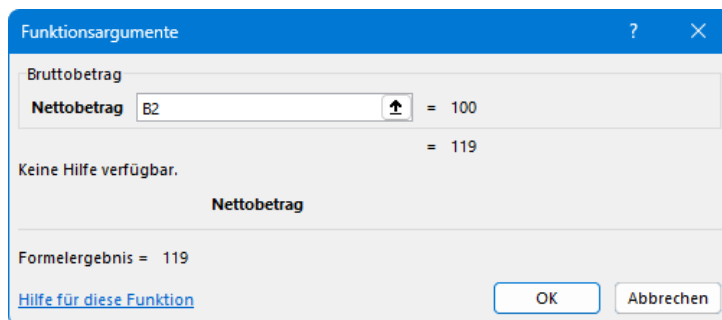 Funktionsargumente ?
Bruttobetrag
Nettobetrag B2 = 100
= 119
Keine Hilfe verfügbar.
Nettobetrag
Formelergebnis = 119
Hilfe für diese Funktion OK Abbrechen